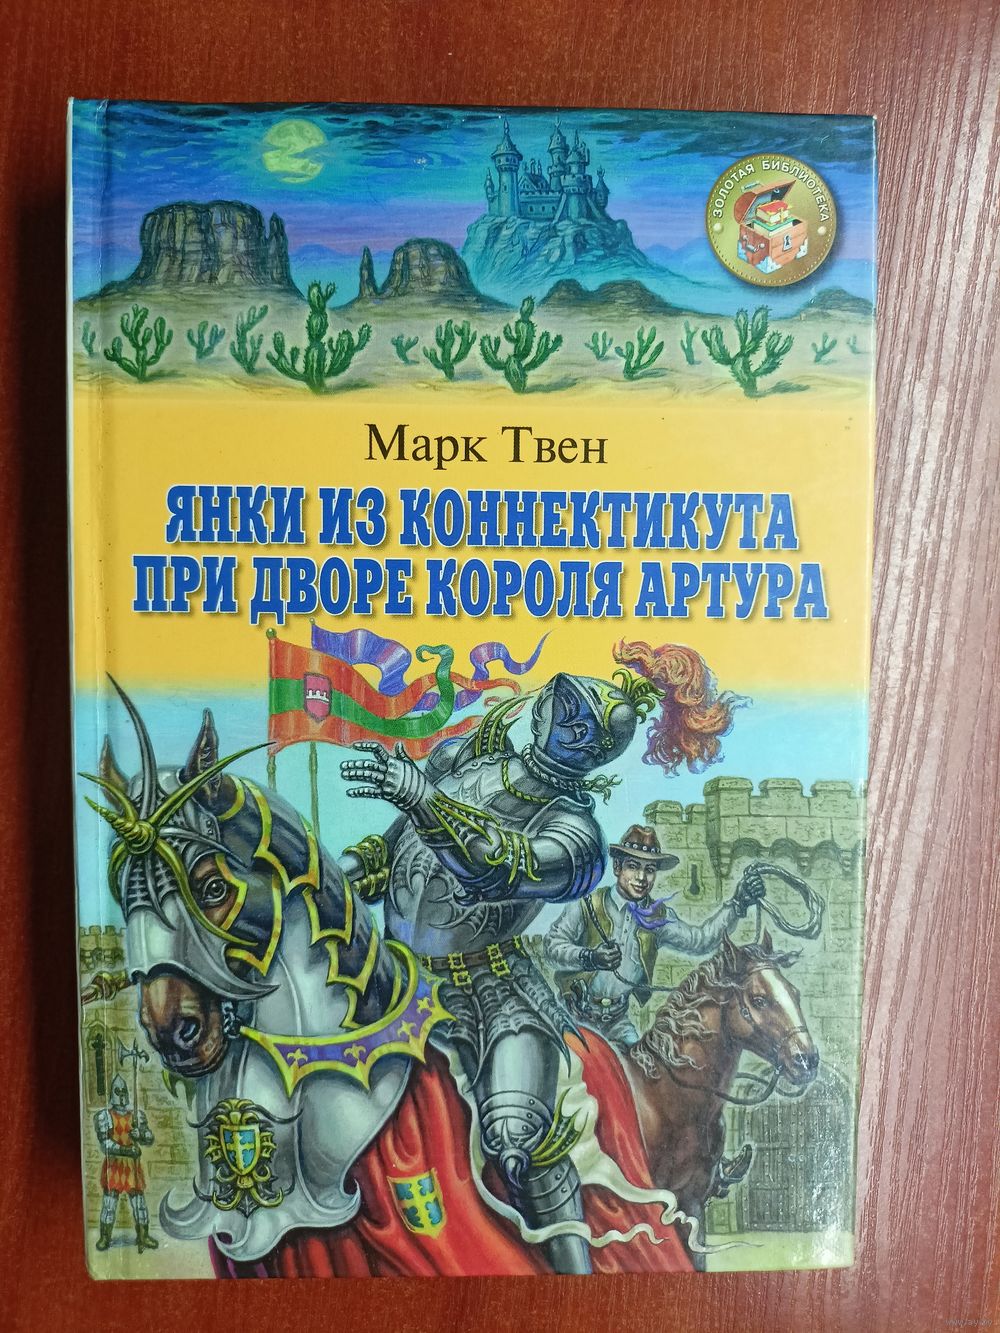 ЗОЛОТАЯ БИБЛИОТЕКА
Марк Твен
ЯНКИ ИЗ КОННЕКТИКУТА
ПРИ ДВОРЕ КОРОЛЯ АРТУРА